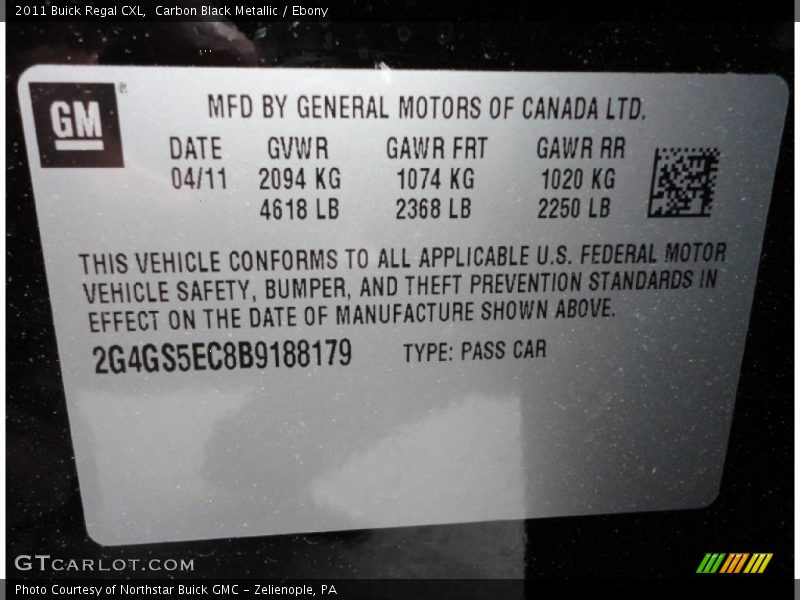 2011 Buick Regal CXL,  Carbon Black Metallic / Ebony
GM
MFD BY GENERAL MOTORS OF CANADA LTD.
DATE GVWR GAWR FRT GAWR RR
04/11 2094 KG 1074 KG 1020 KG
4618 LB 2368 LB 2250 LB
THIS VEHICLE CONFORMS TO ALL APPLICABLE U.S. FEDERAL MOTOR
VEHICLE SAFETY, BUMPER, AND THEFT PREVENTION STANDARDS IN
EFFECT ON THE DATE OF MANUFACTURE SHOWN ABOVE.
2G4GS5EC8B9188179 TYPE: PASS CAR
GTCARLOT.COM
Photo Courtesy of Northstar Buick GMC - Zelienople, PA